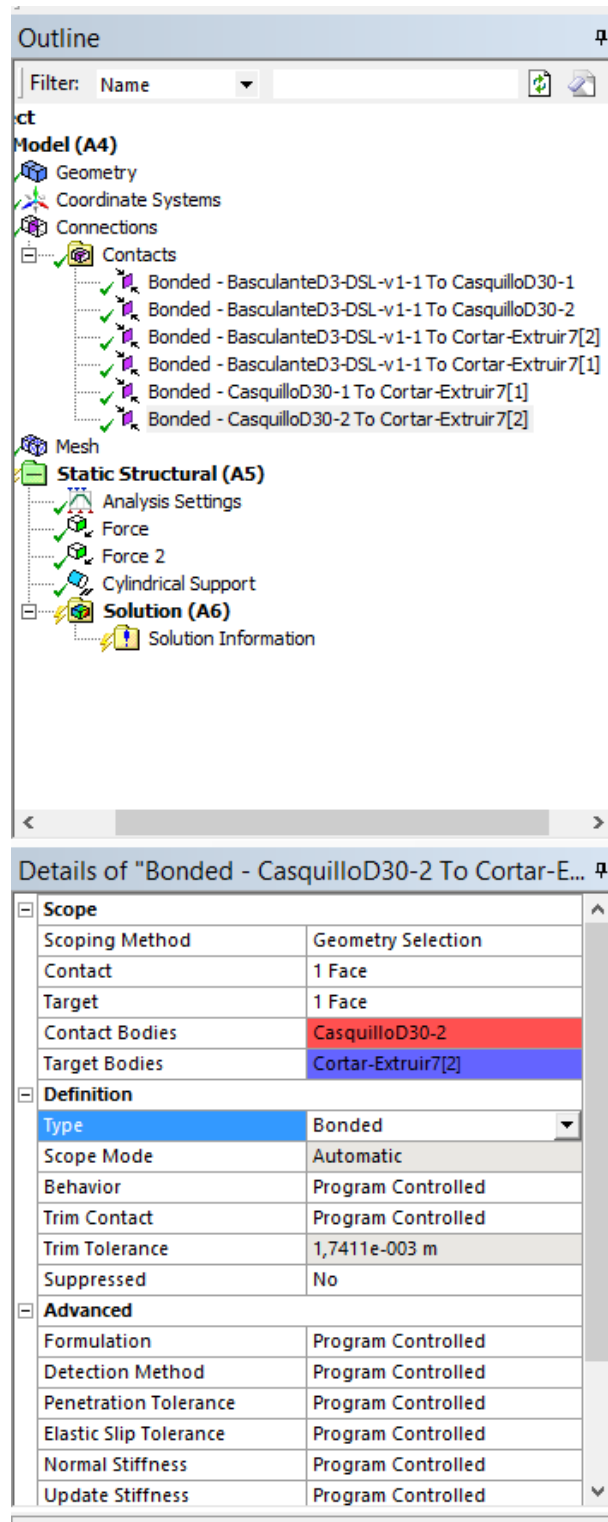 Outline
Filter: Name
ct
Model (A4)
Geometry
Coordinate Systems
Connections
Contacts
Bonded - BasculanteD3-DSL-v1-1 To CasquilloD30-1
Bonded - BasculanteD3-DSL-v1-1 To CasquilloD30-2
Bonded - BasculanteD3-DSL-v1-1 To Cortar-Extruir7[2]
Bonded - BasculanteD3-DSL-v1-1 To Cortar-Extruir7[1]
Bonded - CasquilloD30-1 To Cortar-Extruir7[1]
Bonded - CasquilloD30-2 To Cortar-Extruir7[2]
Mesh
Static Structural (A5)
Analysis Settings
Force
Force 2
Cylindrical Support
Solution (A6)
Solution Information
Details of "Bonded - CasquilloD30-2 To Cortar-E...
Scope
Scoping Method Geometry Selection
Contact 1 Face
Target 1 Face
Contact Bodies CasquilloD30-2
Target Bodies Cortar-Extruir7[2]
Definition
Type Bonded
Scope Mode Automatic
Behavior Program Controlled
Trim Contact Program Controlled
Trim Tolerance 1,7411e-003 m
Suppressed No
Advanced
Formulation Program Controlled
Detection Method Program Controlled
Penetration Tolerance Program Controlled
Elastic Slip Tolerance Program Controlled
Normal Stiffness Program Controlled
Update Stiffness Program Controlled